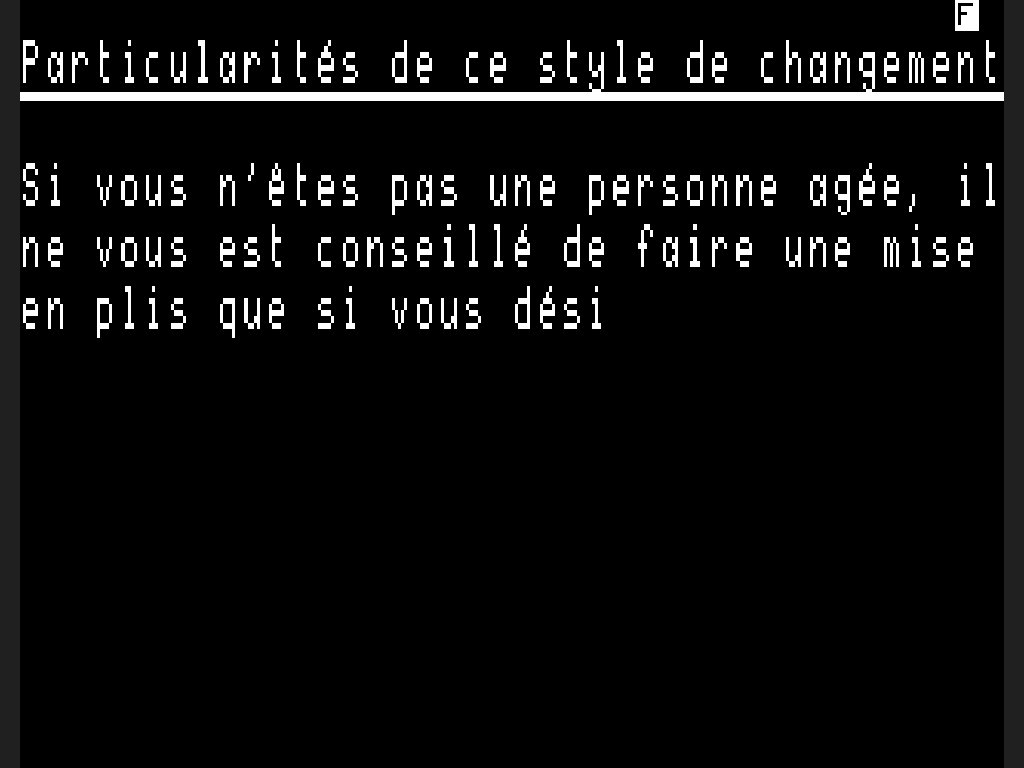 F
Particularités de ce style de changement
Si vous n'êtes pas une personne agée, il
ne vous est conseillé de faire une mise
en plis que si vous dési